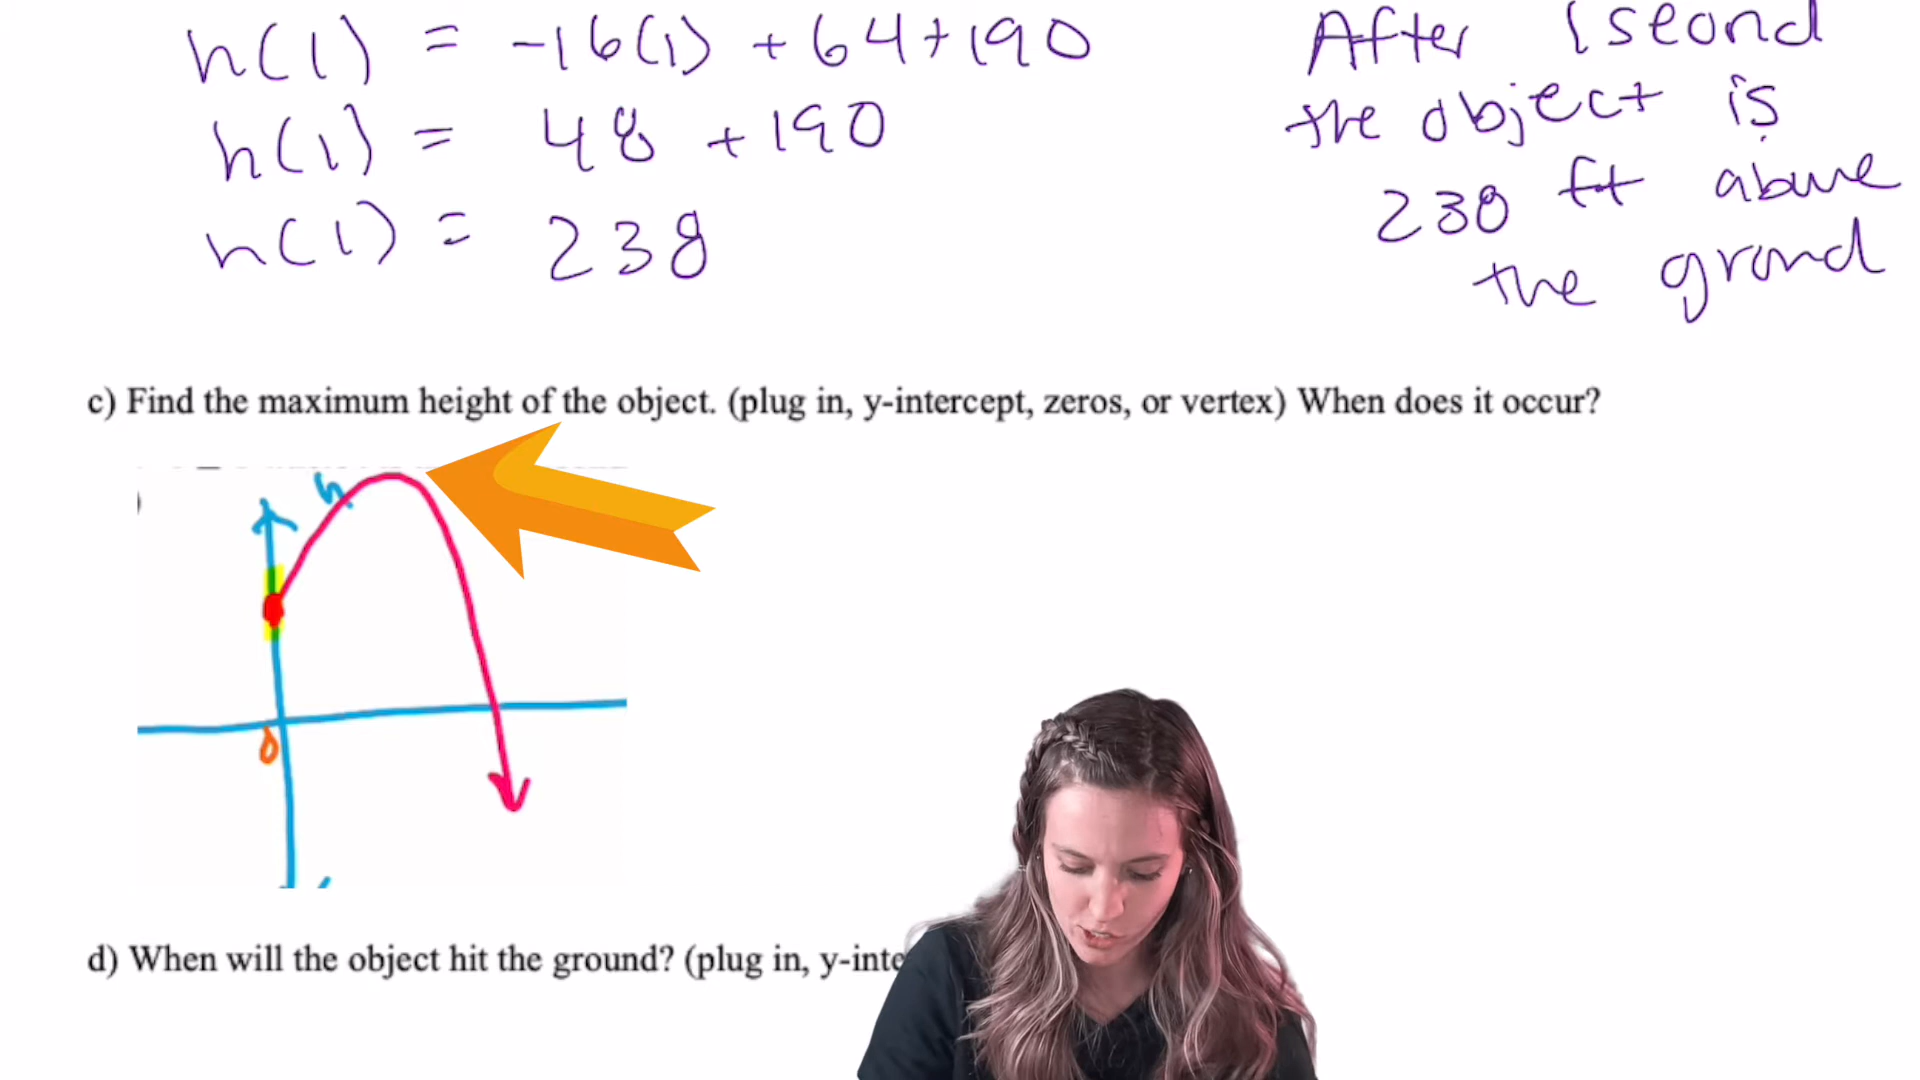 h(1) = -16(1) + 64 + 190
h(1) = 48 + 190
h(1) = 238
After 1 seond
the object is
238 ft above
the grond
c) Find the maximum height of the object. (plug in, y-intercept, zeros, or vertex) When does it occur?
h
0
d) When will the object hit the ground? (plug in, y-inte